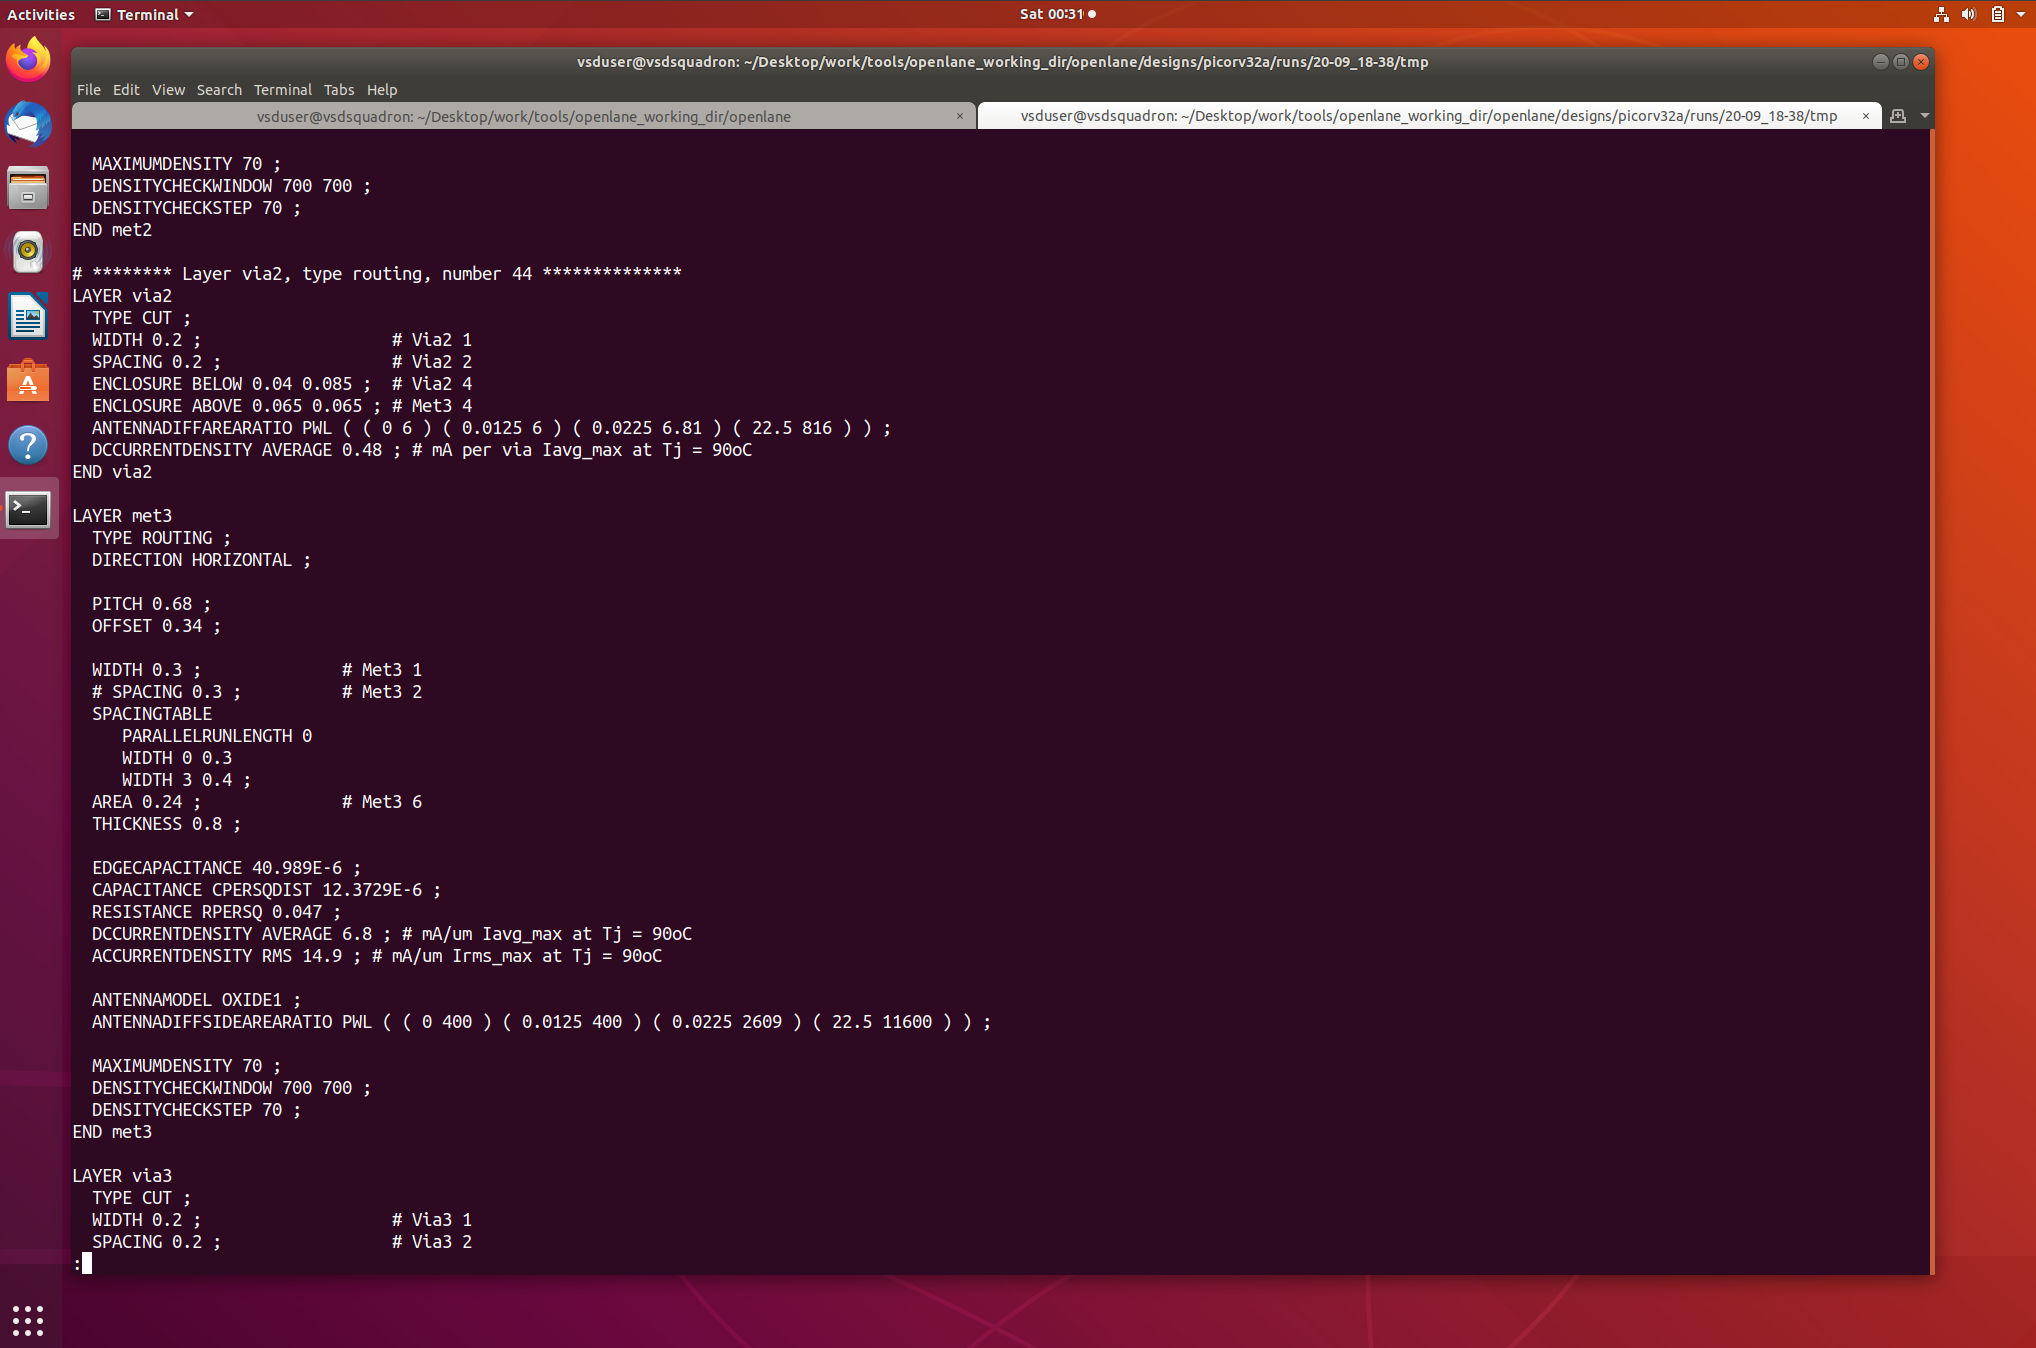 Activities Terminal Sat 00:31
vsduser@vsdsquadron: ~/Desktop/work/tools/openlane_working_dir/openlane/designs/picorv32a/runs/20-09_18-38/tmp
File Edit View Search Terminal Tabs Help
vsduser@vsdsquadron: ~/Desktop/work/tools/openlane_working_dir/openlane × vsduser@vsdsquadron: ~/Desktop/work/tools/openlane_working_dir/openlane/designs/picorv32a/runs/20-09_18-38/tmp ×
MAXIMUMDENSITY 70 ;
DENSITYCHECKWINDOW 700 700 ;
DENSITYCHECKSTEP 70 ;
END met2
# ******** Layer via2, type routing, number 44 **************
LAYER via2
TYPE CUT ;
WIDTH 0.2 ; # Via2 1
SPACING 0.2 ; # Via2 2
ENCLOSURE BELOW 0.04 0.085 ; # Via2 4
ENCLOSURE ABOVE 0.065 0.065 ; # Met3 4
ANTENNADIFFAREARATIO PWL ( ( 0 6 ) ( 0.0125 6 ) ( 0.0225 6.81 ) ( 22.5 816 ) ) ;
DCCURRENTDENSITY AVERAGE 0.48 ; # mA per via Iavg_max at Tj = 90oC
END via2
LAYER met3
TYPE ROUTING ;
DIRECTION HORIZONTAL ;
PITCH 0.68 ;
OFFSET 0.34 ;
WIDTH 0.3 ; # Met3 1
# SPACING 0.3 ; # Met3 2
SPACINGTABLE
PARALLELRUNLENGTH 0
WIDTH 0 0.3
WIDTH 3 0.4 ;
AREA 0.24 ; # Met3 6
THICKNESS 0.8 ;
EDGECAPACITANCE 40.989E-6 ;
CAPACITANCE CPERSQDIST 12.3729E-6 ;
RESISTANCE RPERSQ 0.047 ;
DCCURRENTDENSITY AVERAGE 6.8 ; # mA/um Iavg_max at Tj = 90oC
ACCURRENTDENSITY RMS 14.9 ; # mA/um Irms_max at Tj = 90oC
ANTENNAMODEL OXIDE1 ;
ANTENNADIFFSIDEAREARATIO PWL ( ( 0 400 ) ( 0.0125 400 ) ( 0.0225 2609 ) ( 22.5 11600 ) ) ;
MAXIMUMDENSITY 70 ;
DENSITYCHECKWINDOW 700 700 ;
DENSITYCHECKSTEP 70 ;
END met3
LAYER via3
TYPE CUT ;
WIDTH 0.2 ; # Via3 1
SPACING 0.2 ; # Via3 2
: